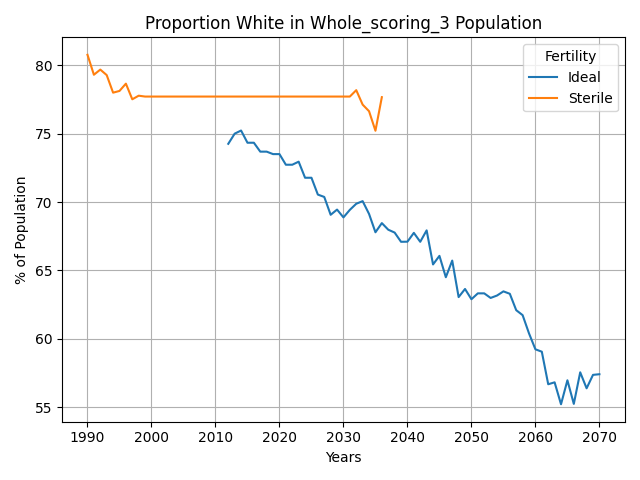 Proportion White in Whole_scoring_3 Population
Fertility
Ideal
Sterile
% of Population
80
75
70
65
60
55
1990 2000 2010 2020 2030 2040 2050 2060 2070
Years